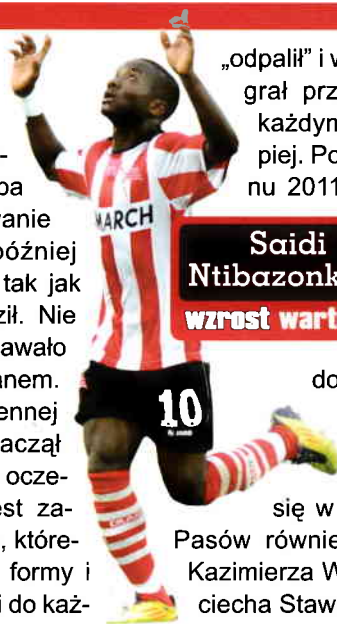 „odpalił” i w
grał prz
każdym
piej. Po
nu 2011
-
pa
wanie
później
tak jak
ził. Nie
awało
anem.
ennej
aczął
ocze-
est za-
, które-
formy i
i do każ-
MARCH
10
Saidi
Ntibazonk
wzrost wart
do
się w
Pasów równie
Kazimierza W
ciecha Staw